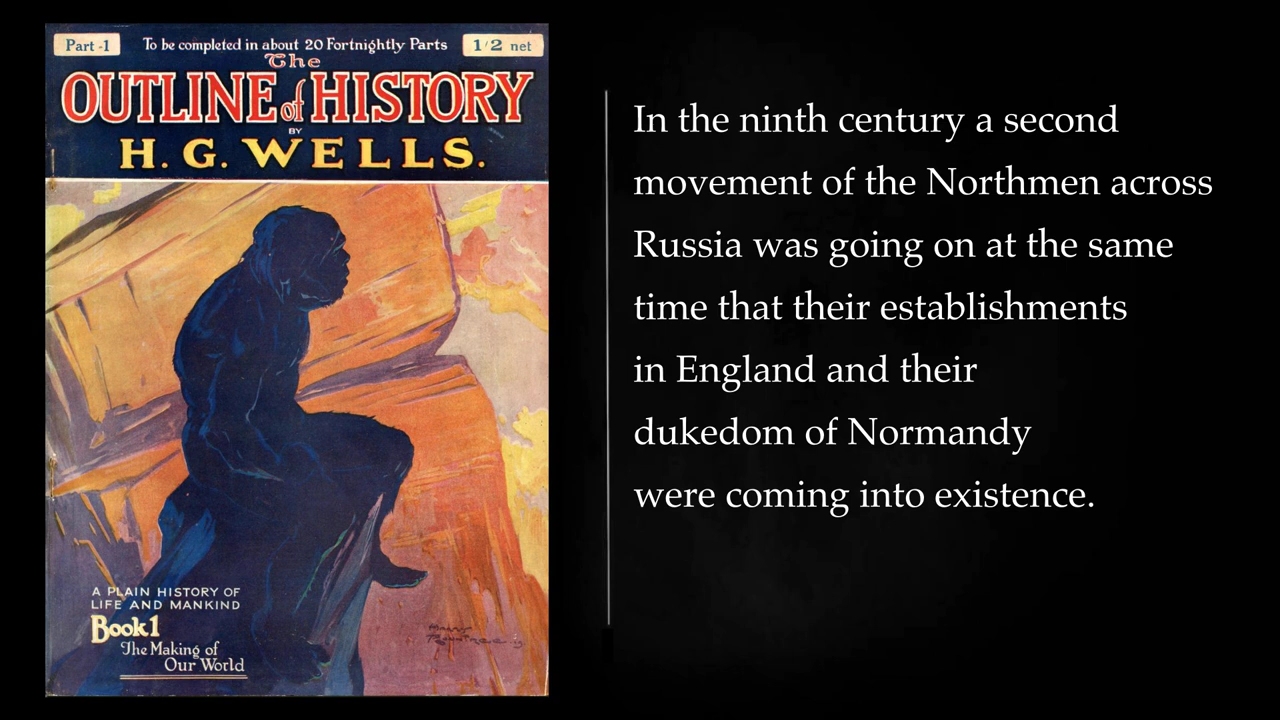 Part -1
To be completed in about 20 Fortnightly Parts
1/2 net
The
OUTLINE of HISTORY
BY
H. G. WELLS.
A PLAIN HISTORY OF
LIFE AND MANKIND
Book 1
The Making of
Our World
In the ninth century a second
movement of the Northmen across
Russia was going on at the same
time that their establishments
in England and their
dukedom of Normandy
were coming into existence.